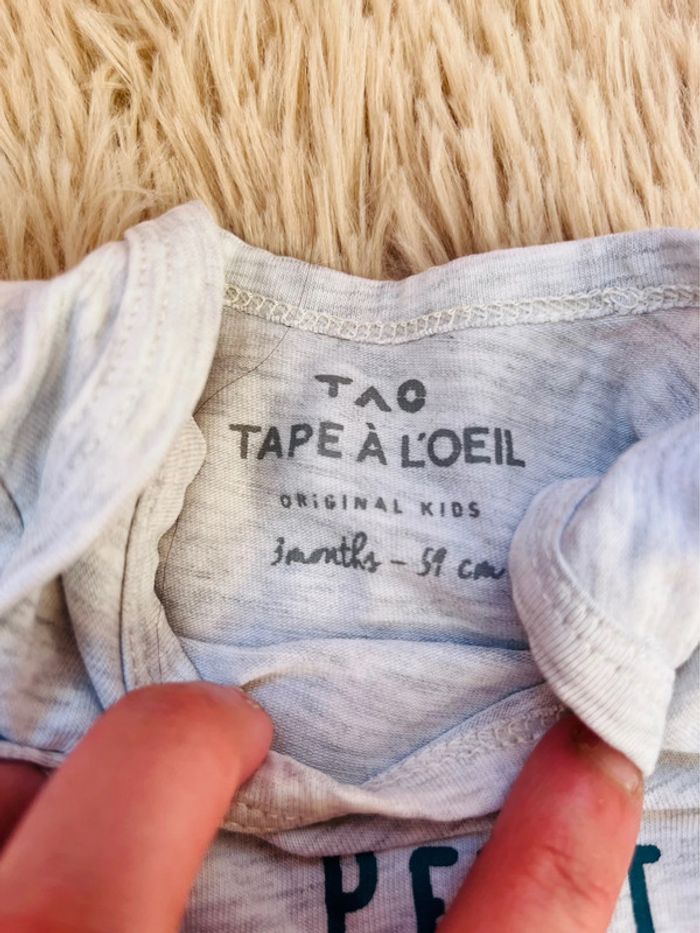 TAO
TAPE À L'OEIL
ORIGINAL KIDS
3 months - 59 cm